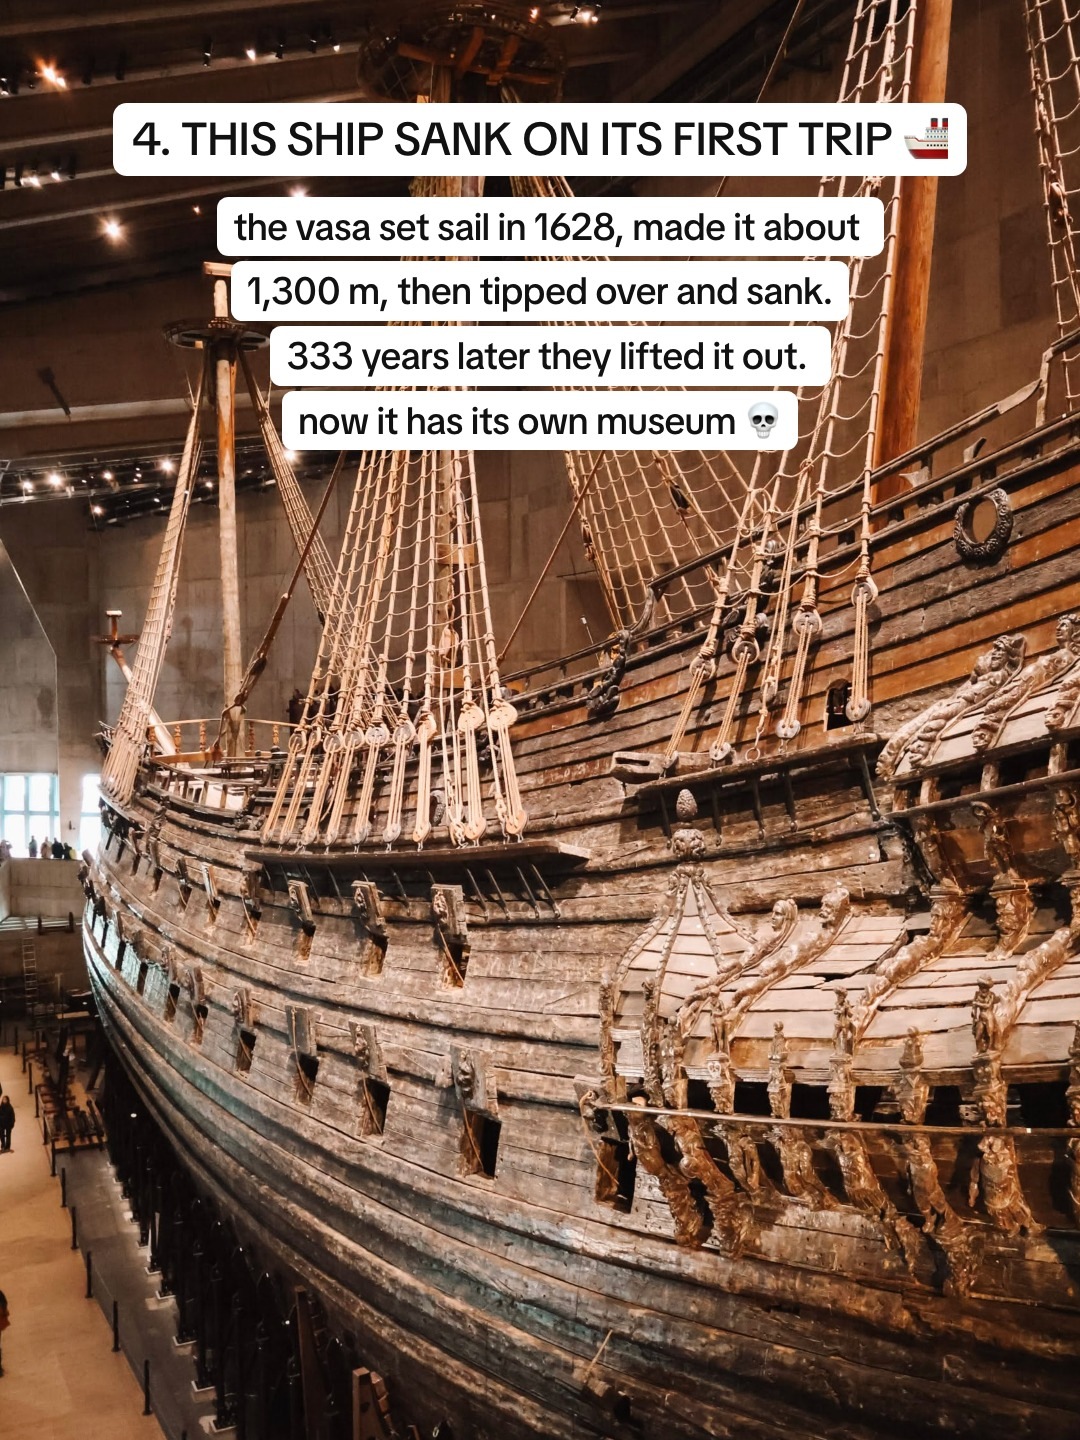 4. THIS SHIP SANK ON ITS FIRST TRIP 🚢
the vasa set sail in 1628, made it about
1,300 m, then tipped over and sank.
333 years later they lifted it out.
now it has its own museum 💀